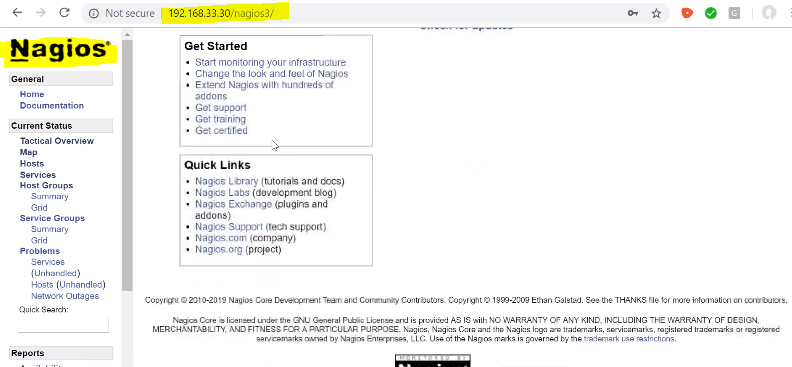 Not secure
192.168.33.30/nagios3/
G
Nagios®
General
Home
Documentation
Current Status
Tactical Overview
Map
Hosts
Services
Host Groups
Summary
Grid
Service Groups
Summary
Grid
Problems
Services
(Unhandled)
Hosts (Unhandled)
Network Outages
Quick Search:
Reports
Availability
Check for updates
Get Started
Start monitoring your infrastructure
Change the look and feel of Nagios
Extend Nagios with hundreds of
addons
Get support
Get training
Get certified
Quick Links
Nagios Library (tutorials and docs)
Nagios Labs (development blog)
Nagios Exchange (plugins and
addons)
Nagios Support (tech support)
Nagios.com (company)
Nagios.org (project)
Copyright © 2010-2019 Nagios Core Development Team and Community Contributors. Copyright © 1999-2009 Ethan Galstad. See the THANKS file for more information on contributors.
Nagios Core is licensed under the GNU General Public License and is provided AS IS with NO WARRANTY OF ANY KIND, INCLUDING THE WARRANTY OF DESIGN,
MERCHANTABILITY, AND FITNESS FOR A PARTICULAR PURPOSE. Nagios, Nagios Core and the Nagios logo are trademarks, servicemarks, registered trademarks or registered
servicemarks owned by Nagios Enterprises, LLC. Use of the Nagios marks is governed by the trademark use restrictions.
MONITORED BY
Nagios